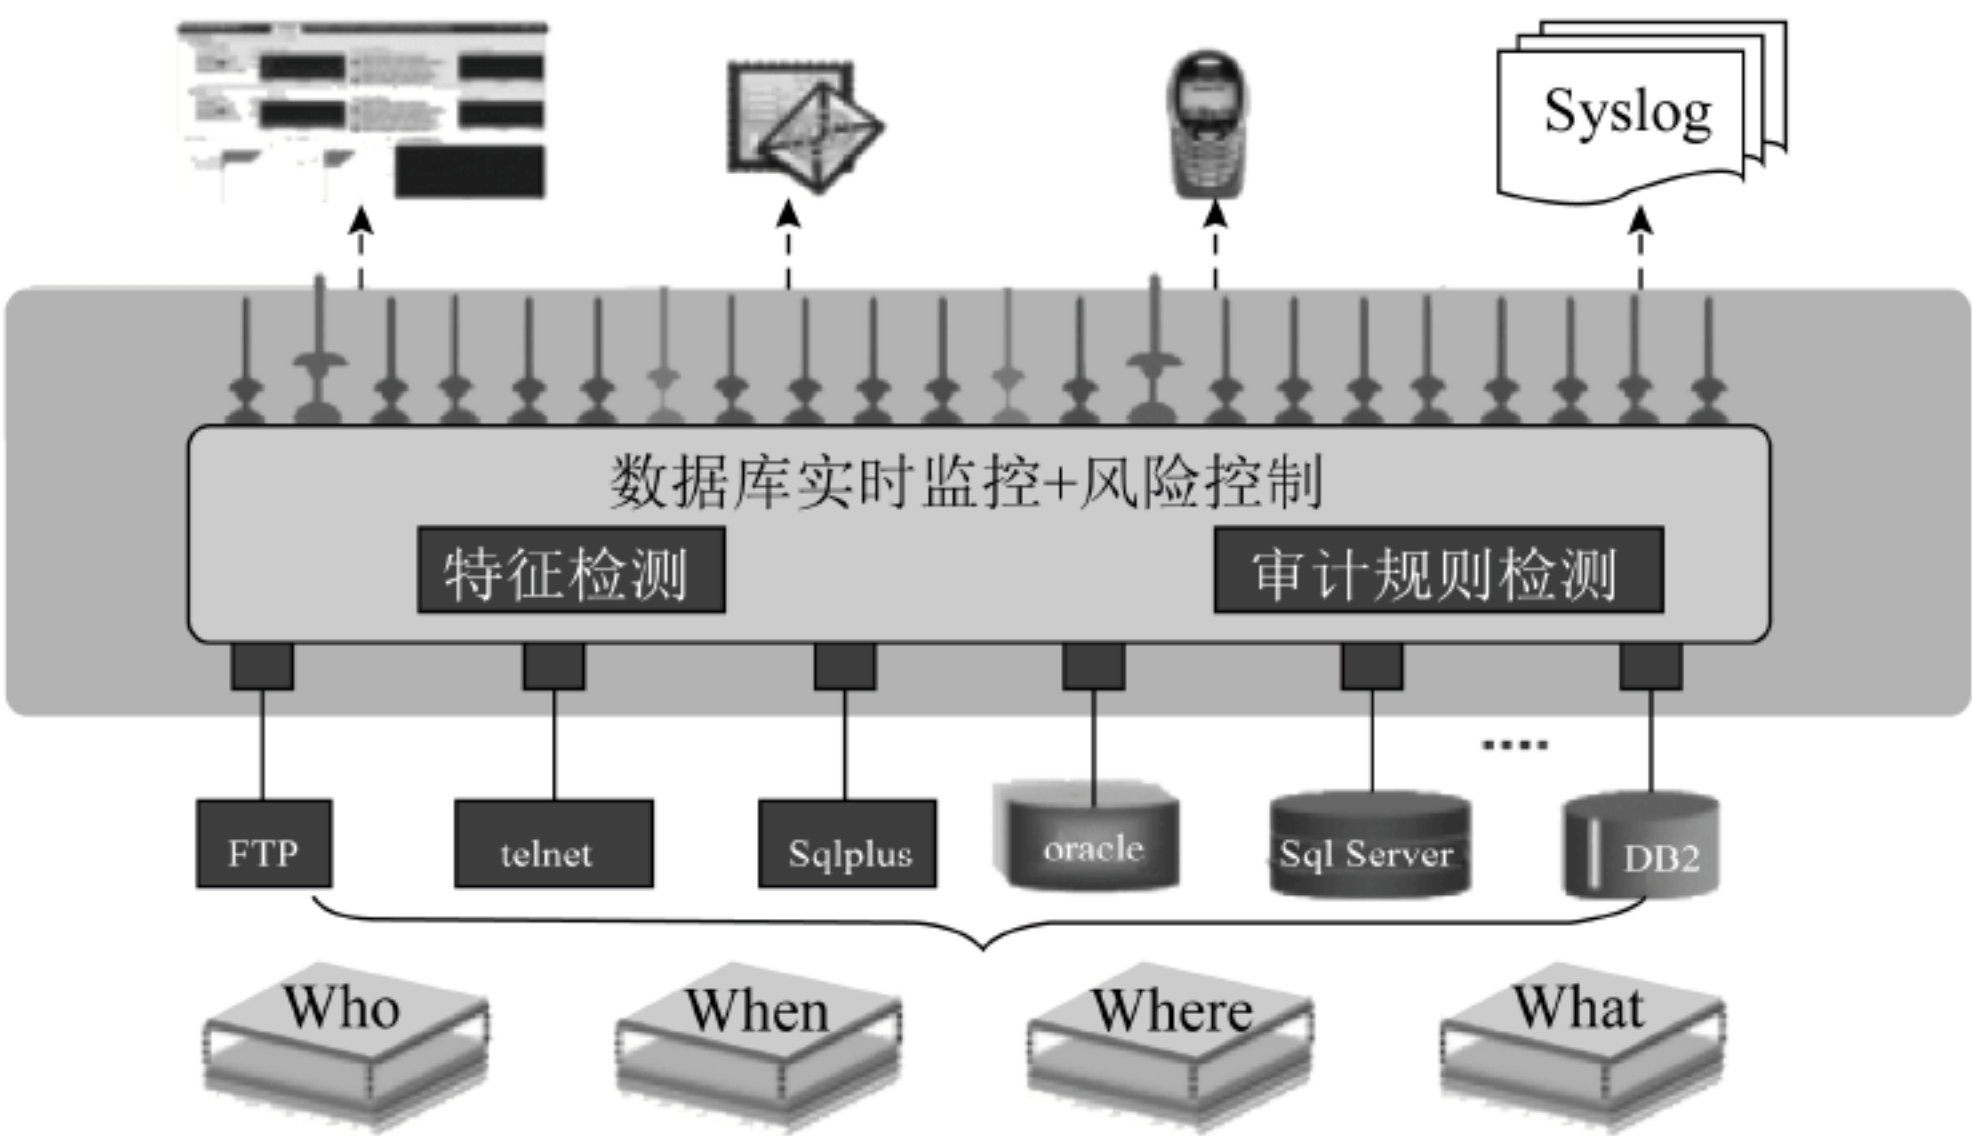 Syslog
数据库实时监控+风险控制
特征检测
审计规则检测
FTP
telnet
Sqlplus
oracle
Sql Server
DB2
Who
When
Where
What